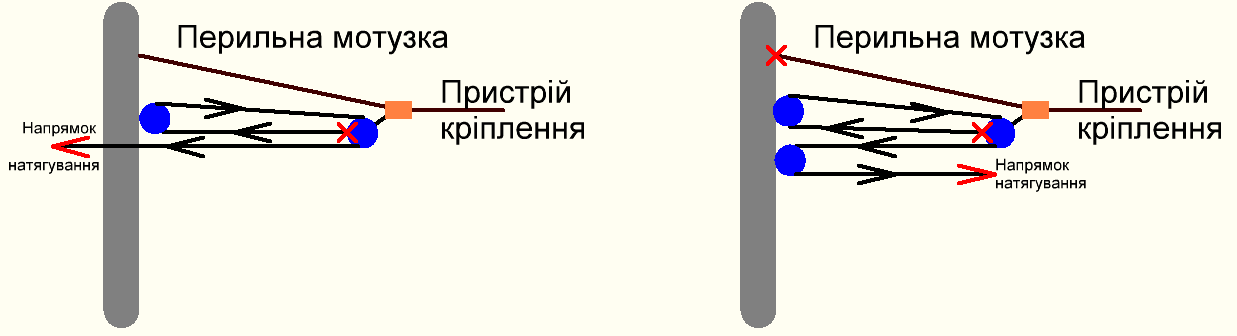 Перильна мотузка
Пристрій
кріплення
Напрямок
натягування
Перильна мотузка
Пристрій
кріплення
Напрямок
натягування